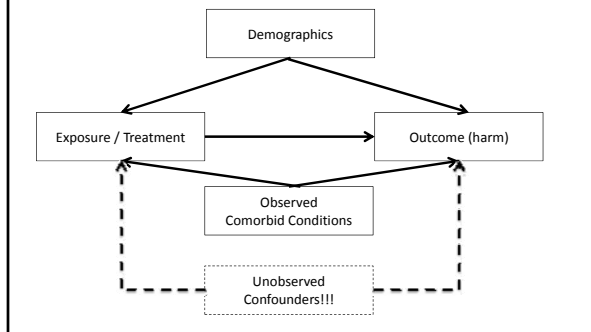 Demographics
Exposure / Treatment
Outcome (harm)
Observed
Comorbid Conditions
Unobserved
Confounders!!!